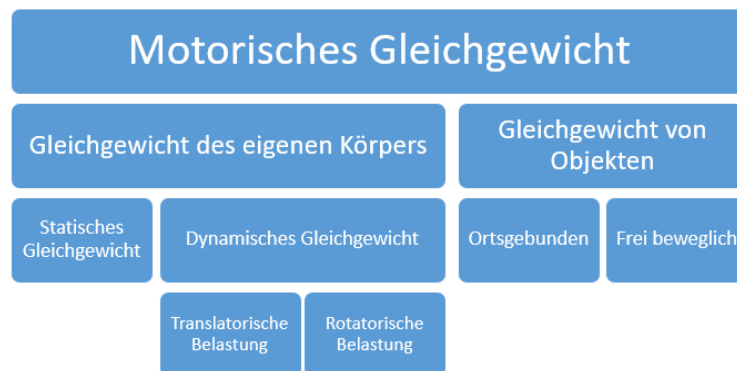 Motorisches Gleichgewicht
Gleichgewicht des eigenen Körpers
Gleichgewicht von
Objekten
Statisches
Gleichgewicht
Dynamisches Gleichgewicht
Ortsgebunden
Frei beweglich
Translatorische
Belastung
Rotatorische
Belastung